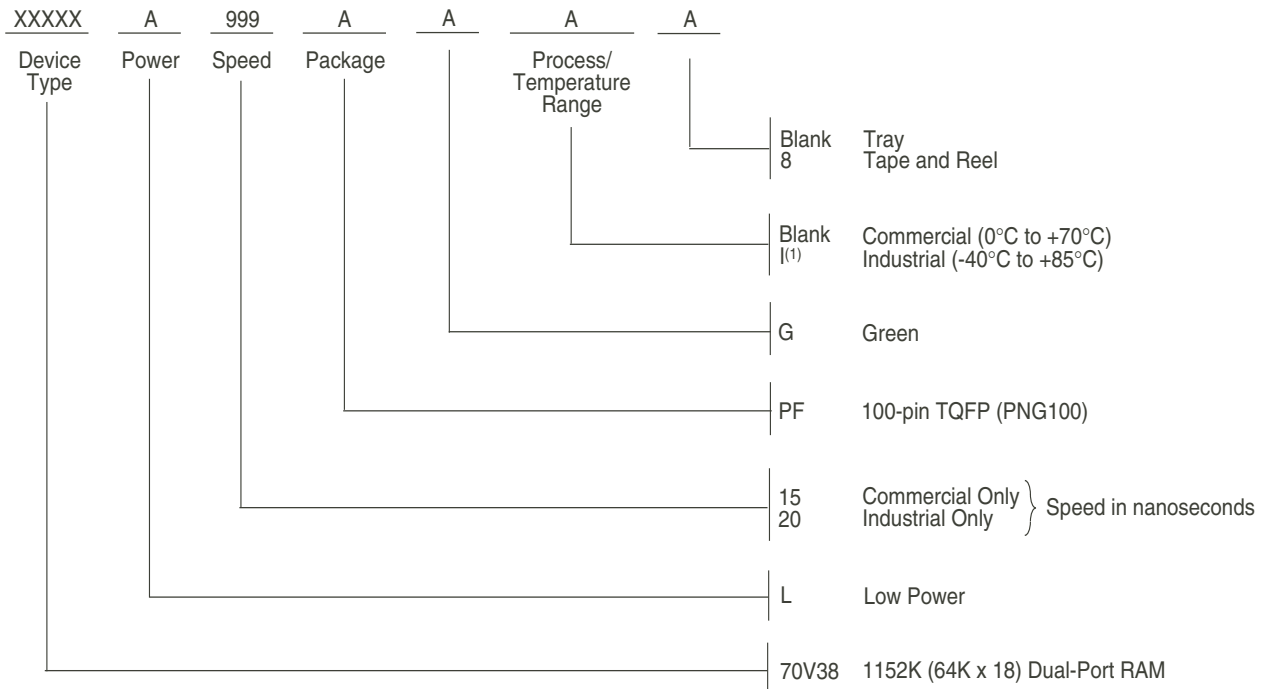 XXXXX A 999 A A A A
Device Type Power Speed Package Process/ Temperature Range
Blank Tray
8 Tape and Reel
Blank Commercial (0°C to +70°C)
I(1) Industrial (-40°C to +85°C)
G Green
PF 100-pin TQFP (PNG100)
15 Commercial Only
20 Industrial Only
Speed in nanoseconds
L Low Power
70V38 1152K (64K x 18) Dual-Port RAM